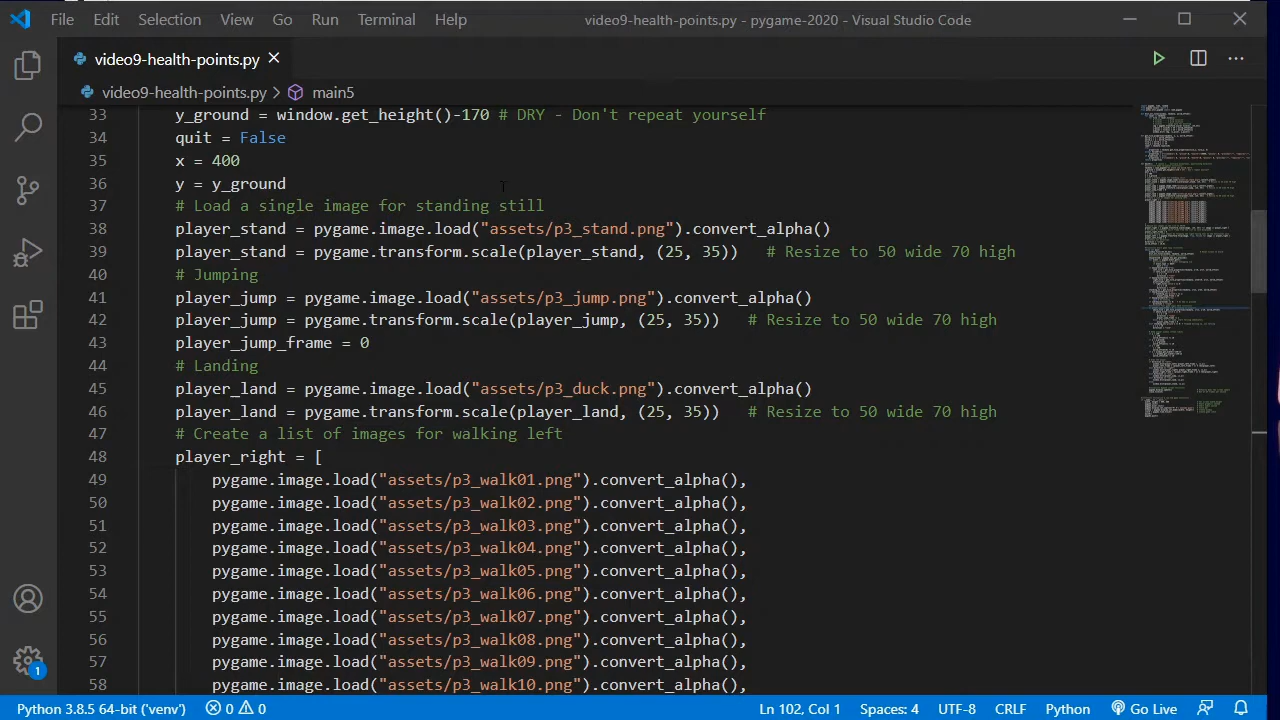 File Edit Selection View Go Run Terminal Help video9-health-points.py - pygame-2020 - Visual Studio Code
video9-health-points.py
video9-health-points.py > main5
33 y_ground = window.get_height()-170 # DRY - Don't repeat yourself
34 quit = False
35 x = 400
36 y = y_ground
37 # Load a single image for standing still
38 player_stand = pygame.image.load("assets/p3_stand.png").convert_alpha()
39 player_stand = pygame.transform.scale(player_stand, (25, 35)) # Resize to 50 wide 70 high
40 # Jumping
41 player_jump = pygame.image.load("assets/p3_jump.png").convert_alpha()
42 player_jump = pygame.transform.scale(player_jump, (25, 35)) # Resize to 50 wide 70 high
43 player_jump_frame = 0
44 # Landing
45 player_land = pygame.image.load("assets/p3_duck.png").convert_alpha()
46 player_land = pygame.transform.scale(player_land, (25, 35)) # Resize to 50 wide 70 high
47 # Create a list of images for walking left
48 player_right = [
49 pygame.image.load("assets/p3_walk01.png").convert_alpha(),
50 pygame.image.load("assets/p3_walk02.png").convert_alpha(),
51 pygame.image.load("assets/p3_walk03.png").convert_alpha(),
52 pygame.image.load("assets/p3_walk04.png").convert_alpha(),
53 pygame.image.load("assets/p3_walk05.png").convert_alpha(),
54 pygame.image.load("assets/p3_walk06.png").convert_alpha(),
55 pygame.image.load("assets/p3_walk07.png").convert_alpha(),
56 pygame.image.load("assets/p3_walk08.png").convert_alpha(),
57 pygame.image.load("assets/p3_walk09.png").convert_alpha(),
58 pygame.image.load("assets/p3_walk10.png").convert_alpha(),
1
Python 3.8.5 64-bit ('venv') 0 0 Ln 102, Col 1 Spaces: 4 UTF-8 CRLF Python Go Live